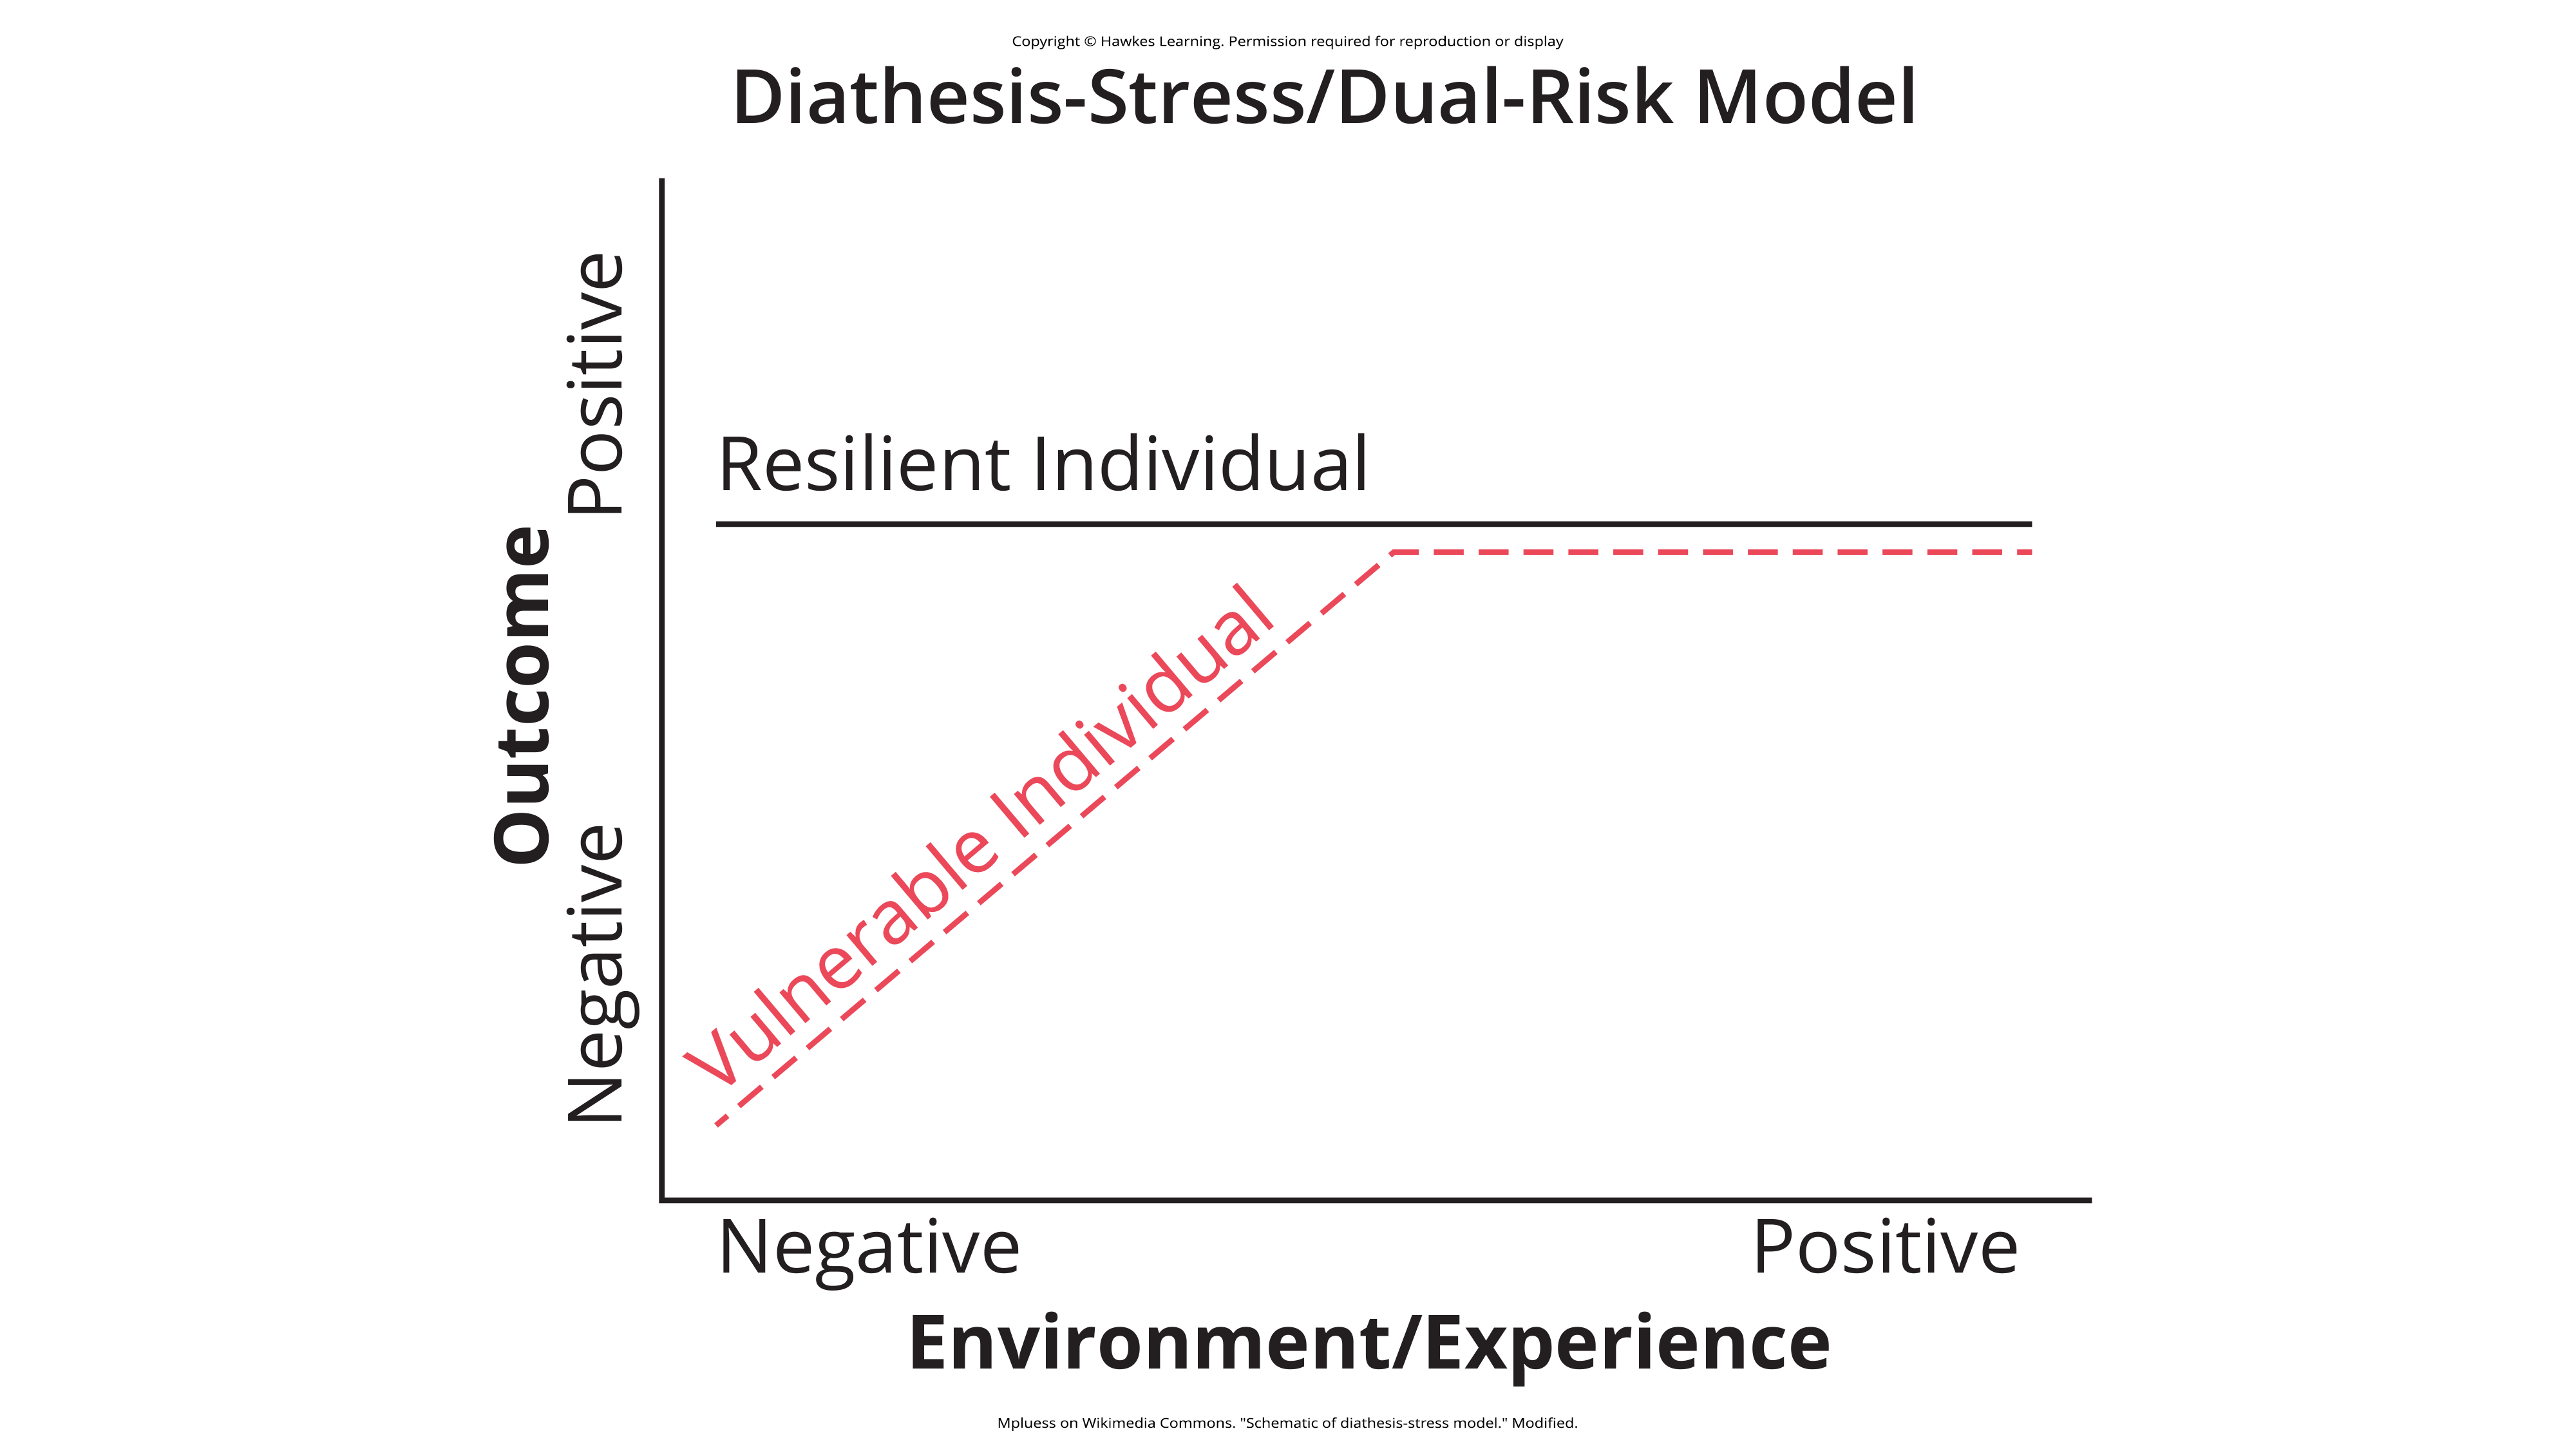 Copyright © Hawkes Learning. Permission required for reproduction or display
Diathesis-Stress/Dual-Risk Model
Outcome
Positive
Negative
Resilient Individual
Vulnerable Individual
Negative
Positive
Environment/Experience
Mpluess on Wikimedia Commons. "Schematic of diathesis-stress model." Modified.